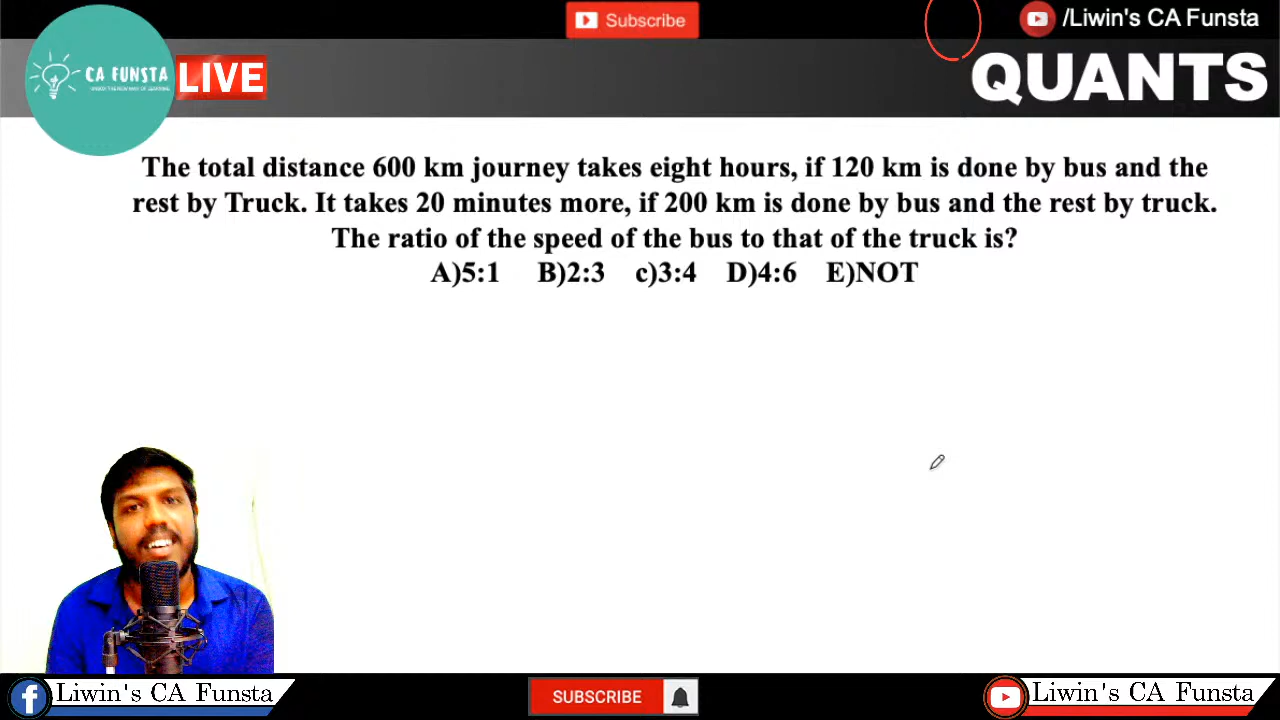 Subscribe
/Liwin's CA Funsta
CA FUNSTA
LIVE
QUANTS
The total distance 600 km journey takes eight hours, if 120 km is done by bus and the
rest by Truck. It takes 20 minutes more, if 200 km is done by bus and the rest by truck.
The ratio of the speed of the bus to that of the truck is?
A)5:1 B)2:3 c)3:4 D)4:6 E)NOT
Liwin's CA Funsta
SUBSCRIBE
Liwin's CA Funsta